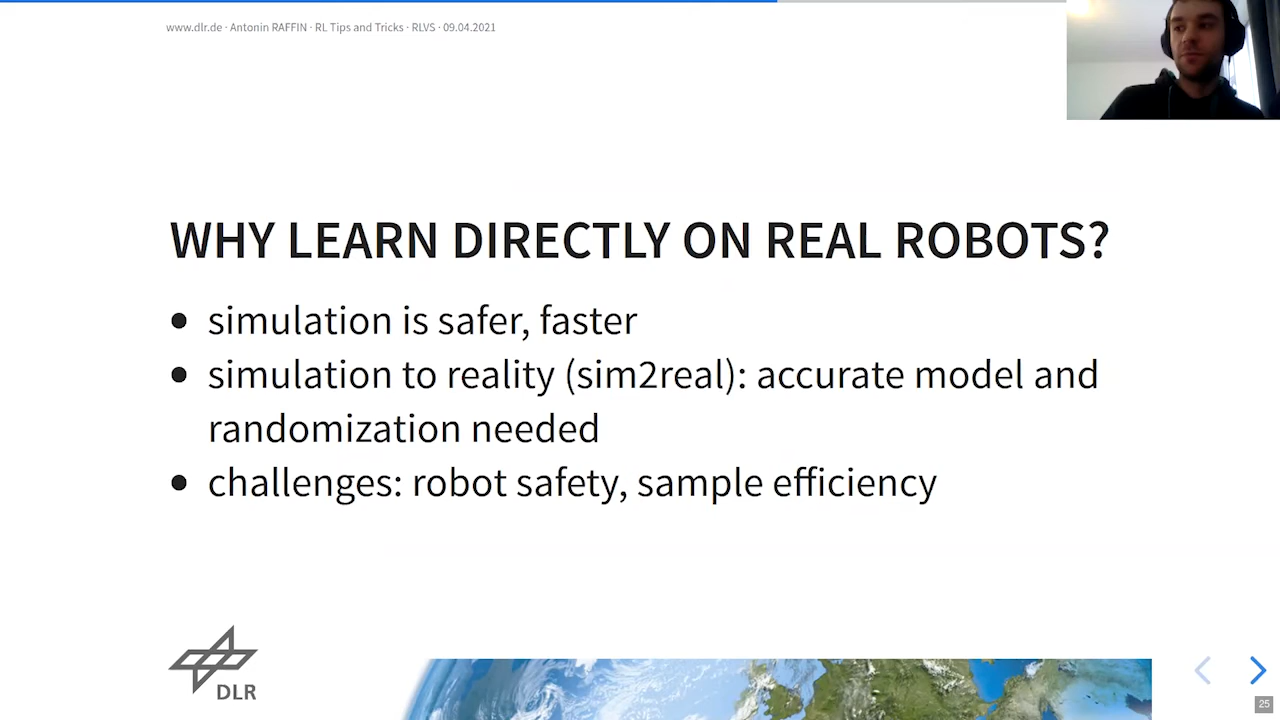 www.dlr.de · Antonin RAFFIN · RL Tips and Tricks · RLVS · 09.04.2021
WHY LEARN DIRECTLY ON REAL ROBOTS?
• simulation is safer, faster
• simulation to reality (sim2real): accurate model and
randomization needed
• challenges: robot safety, sample efficiency
DLR
25